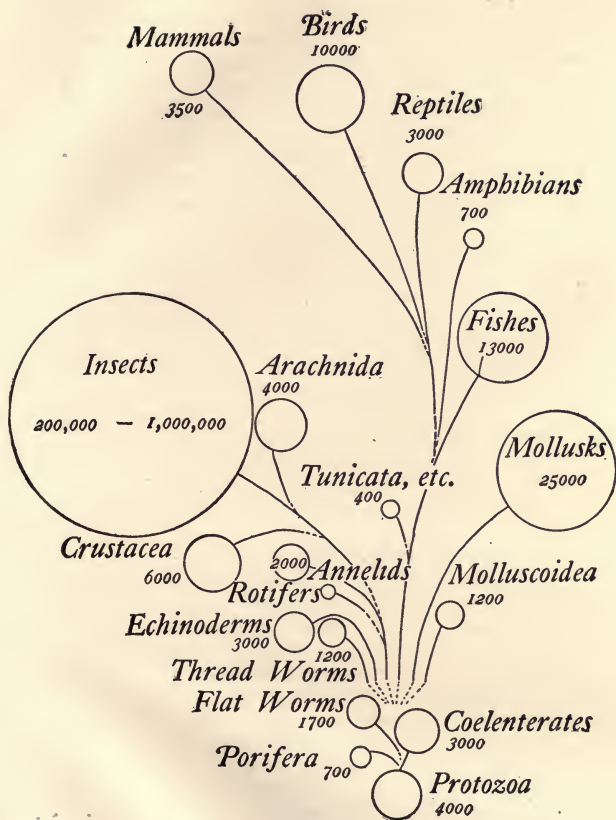 Mammals
3500
Birds
10000
Reptiles
3000
Amphibians
700
Fishes
13000
Insects
200,000 — 1,000,000
Arachnida
4000
Mollusks
25000
Tunicata, etc.
400
Crustacea
6000
2000 Annelids
Rotifers
Molluscoidea
1200
Echinoderms
3000
1200
Thread Worms
Flat Worms
1700
Coelenterates
3000
Porifera 700
Protozoa
4000